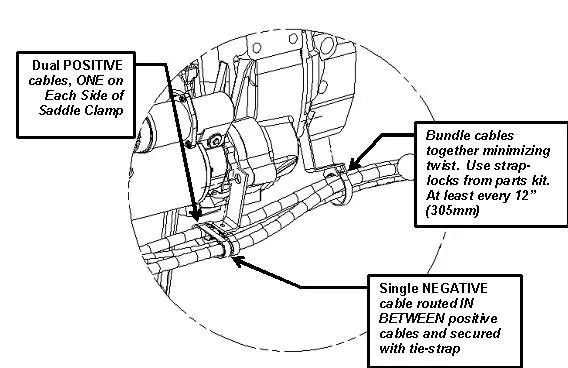 Dual POSITIVE
cables, ONE on
Each Side of
Saddle Clamp
Bundle cables
together minimizing
twist. Use strap-
locks from parts kit.
At least every 12”
(305mm)
Single NEGATIVE
cable routed IN
BETWEEN positive
cables and secured
with tie-strap